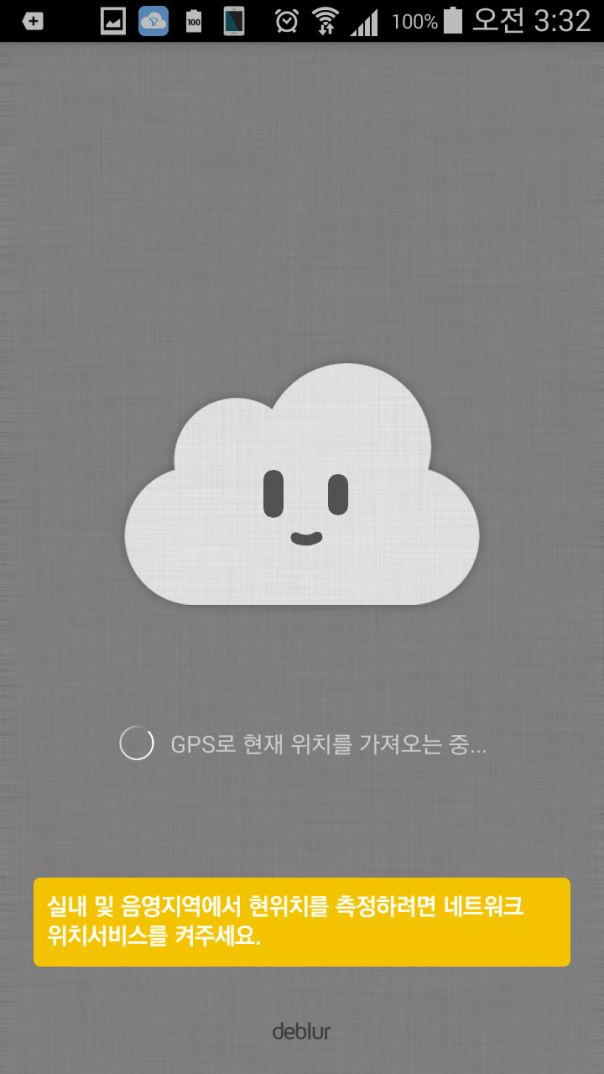 100
100% 오전 3:32
GPS로 현재 위치를 가져오는 중...
실내 및 음영지역에서 현위치를 측정하려면 네트워크
위치서비스를 켜주세요.
deblur